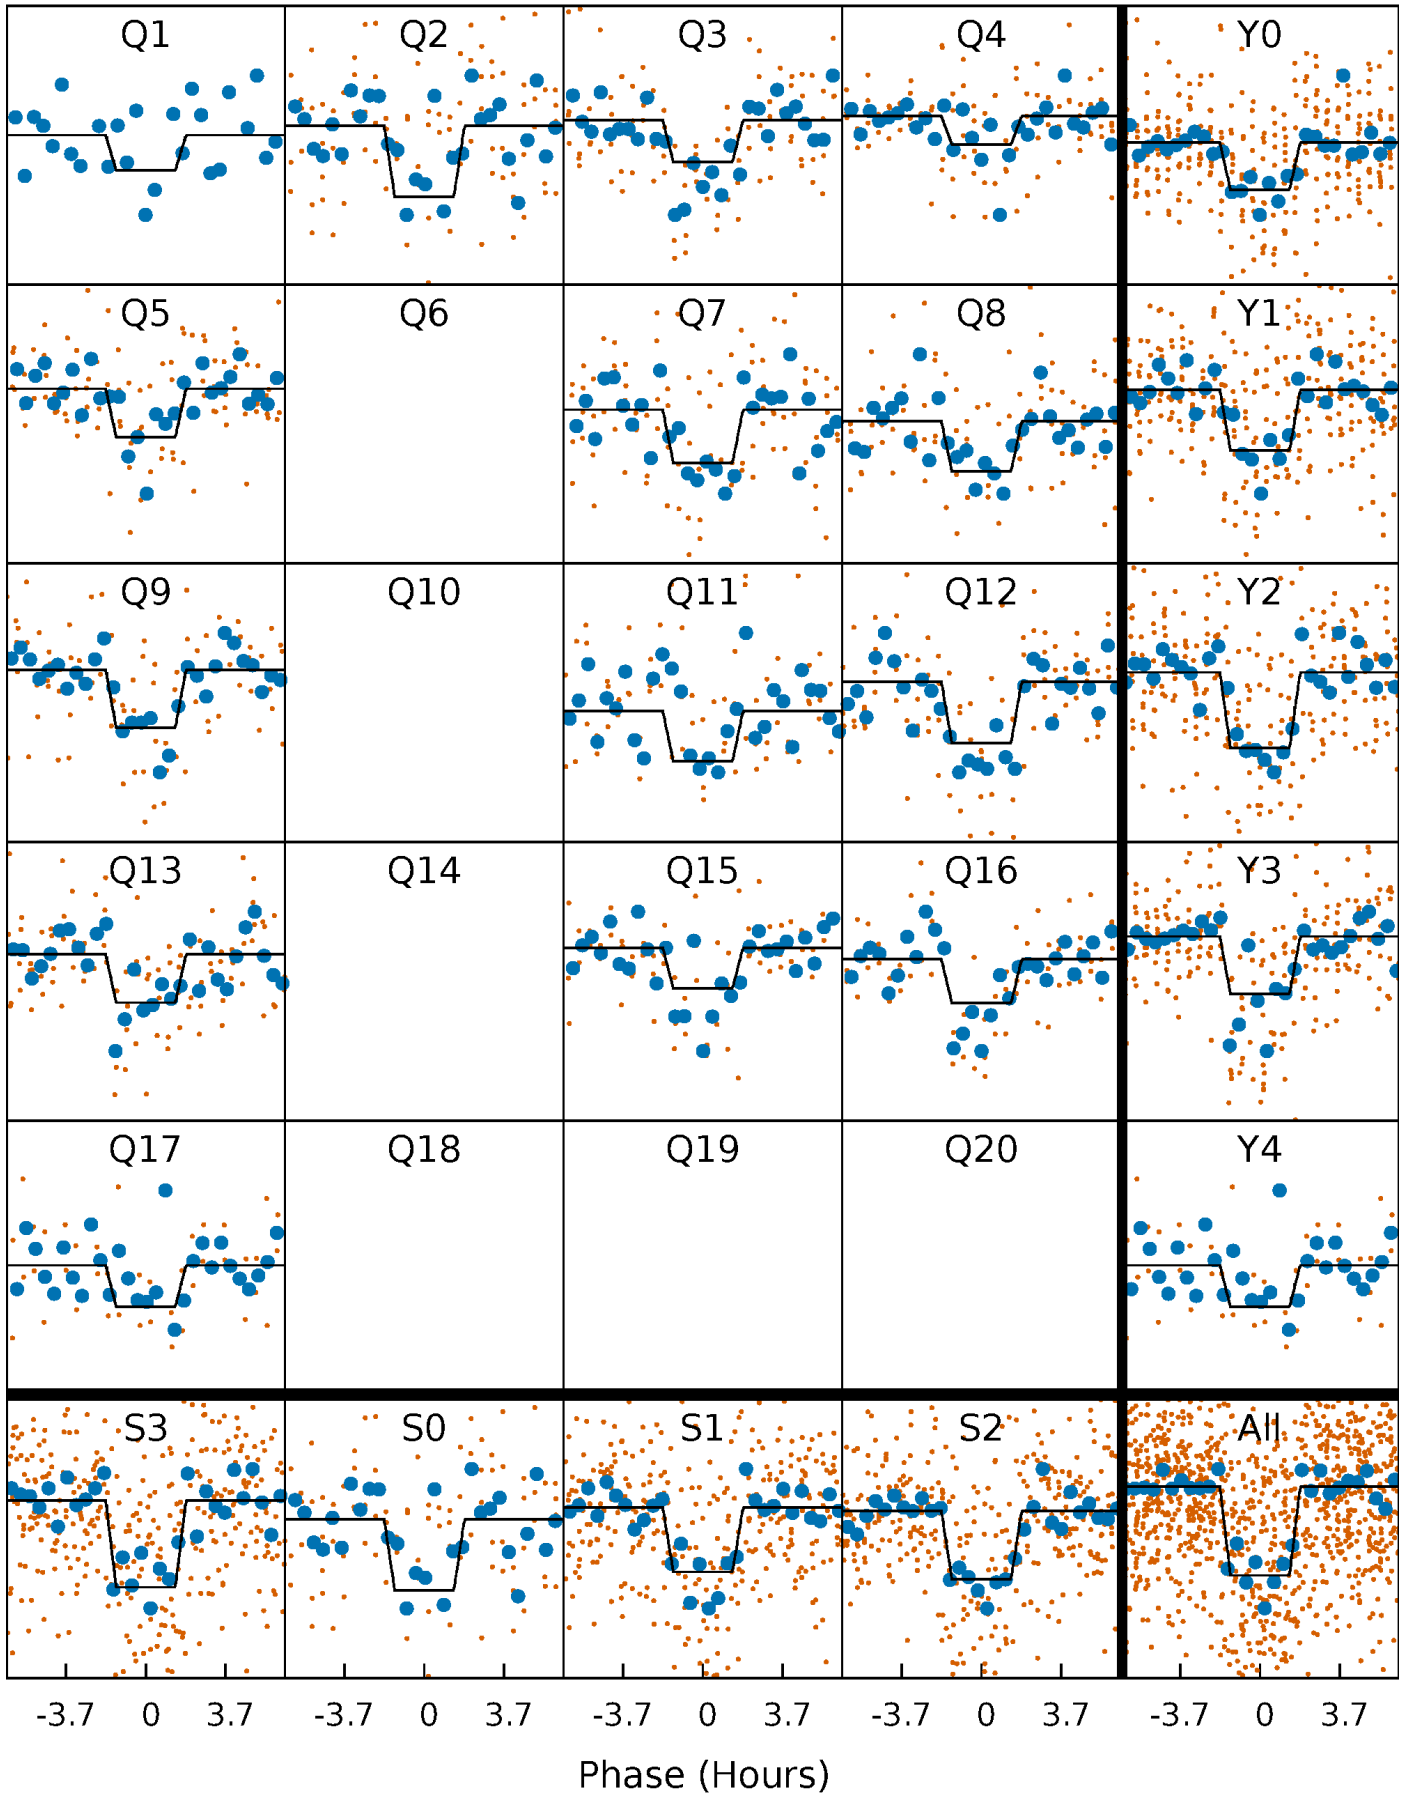 Q1 Q2 Q3 Q4 Y0
Q5 Q6 Q7 Q8 Y1
Q9 Q10 Q11 Q12 Y2
Q13 Q14 Q15 Q16 Y3
Q17 Q18 Q19 Q20 Y4
S3 S0 S1 S2 All
-3.7 0 3.7 -3.7 0 3.7 -3.7 0 3.7 -3.7 0 3.7 -3.7 0 3.7
Phase (Hours)